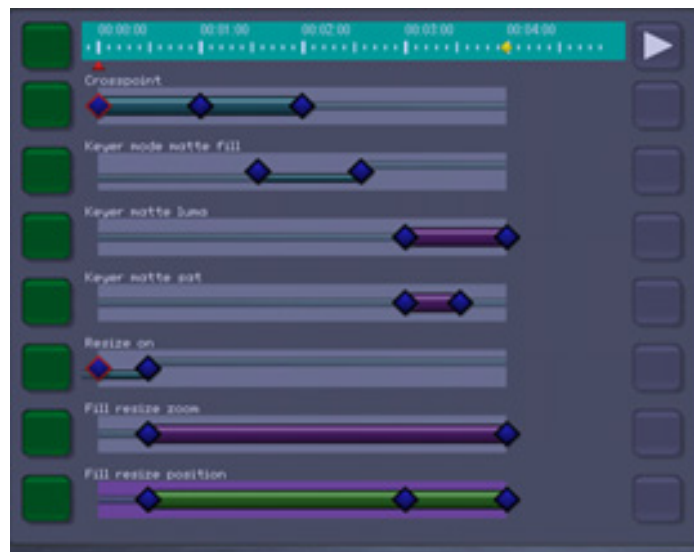 00:00:00 00:01:00 00:02:00 00:03:00 00:04:00
Crosspoint
Keyer mode matte fill
Keyer matte luma
Keyer matte sat
Resize on
Fill resize zoom
Fill resize position